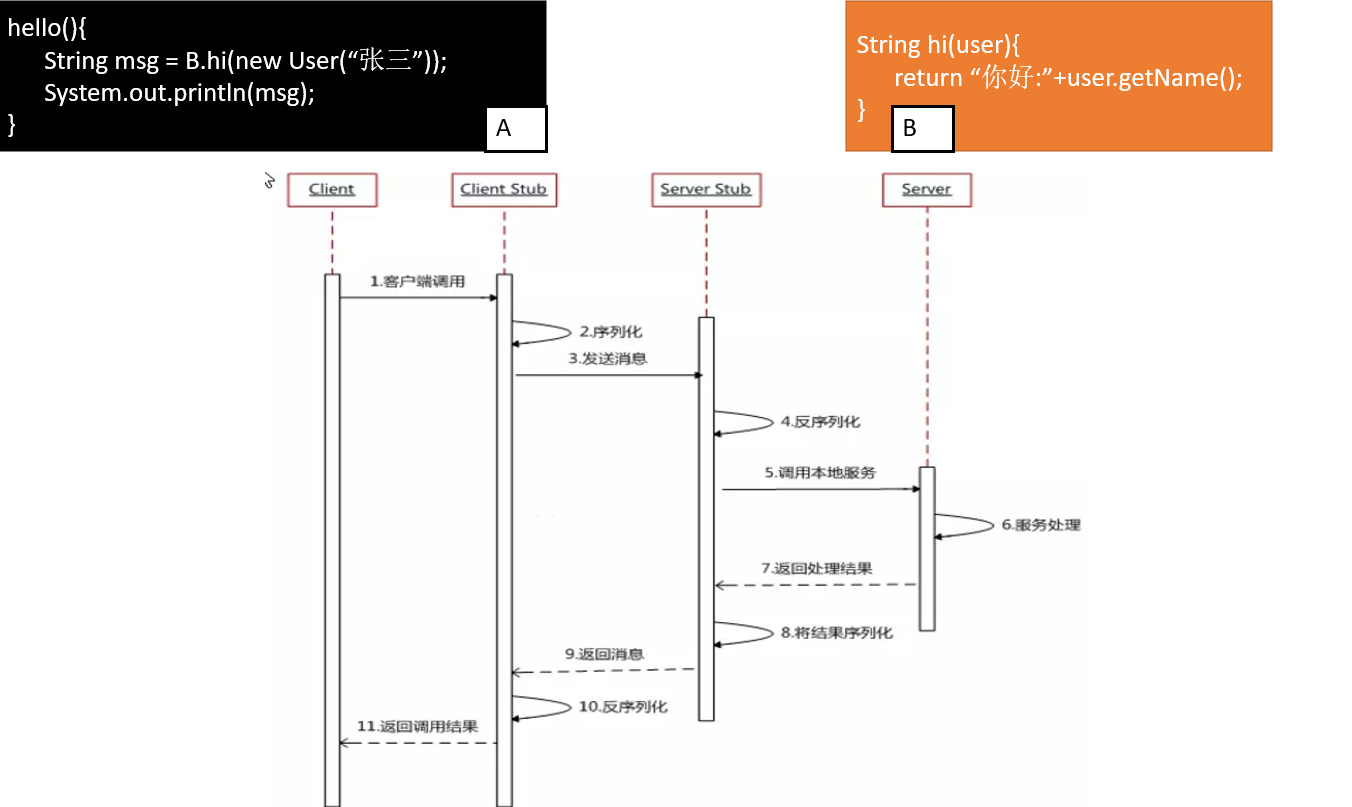 hello(){
String msg = B.hi(new User(“张三”));
System.out.println(msg);
}
A
String hi(user){
return “你好:”+user.getName();
}
B
Client
Client Stub
Server Stub
Server
1.客户端调用
2.序列化
3.发送消息
4.反序列化
5.调用本地服务
6.服务处理
7.返回处理结果
8.将结果序列化
9.返回消息
10.反序列化
11.返回调用结果